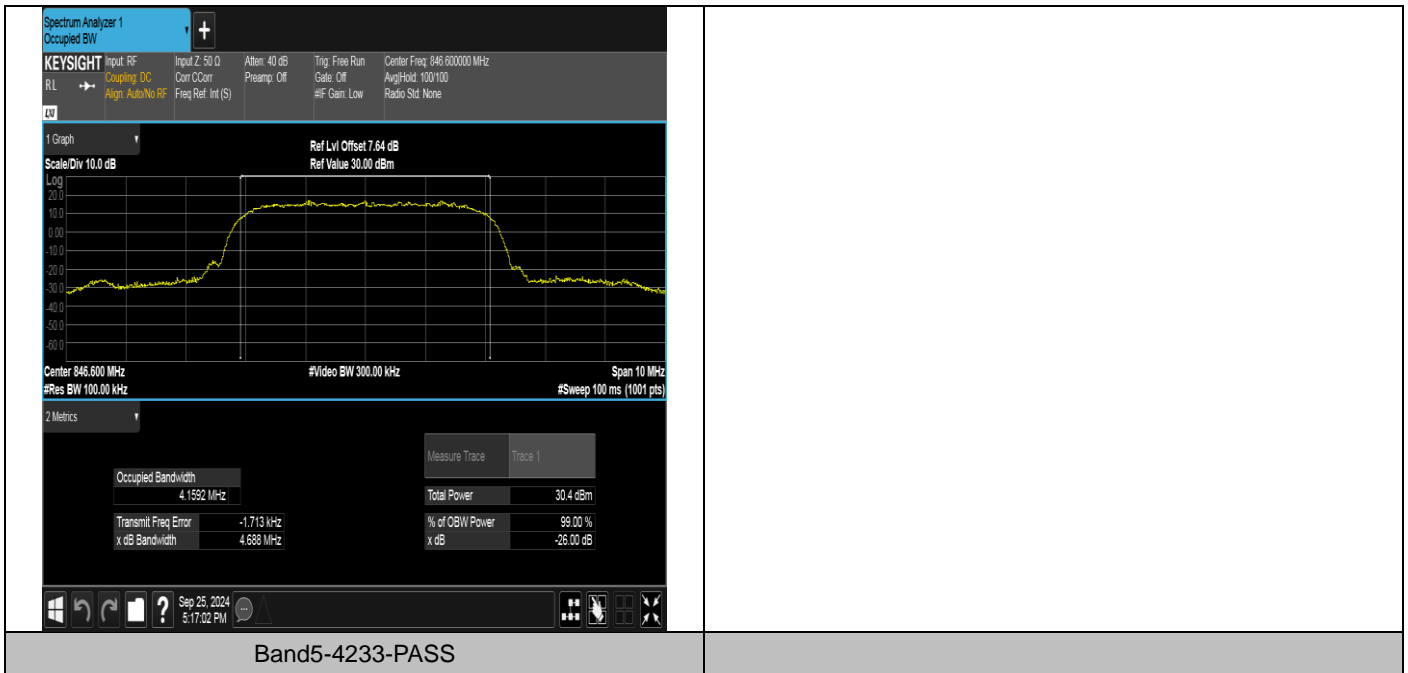 Spectrum Analyzer 1
Occupied BW
+
KEYSIGHT
RL
LXI
Input: RF
Coupling: DC
Align: Auto/No RF
Input Z: 50 Ω
Corr CCorr
Freq Ref: Int (S)
Atten: 40 dB
Preamp: Off
Trig: Free Run
Gate: Off
#IF Gain: Low
Center Freq: 846.600000 MHz
Avg|Hold: 100/100
Radio Std: None
1 Graph
Scale/Div 10.0 dB
Ref Lvl Offset 7.64 dB
Ref Value 30.00 dBm
Log
20.0
10.0
0.00
-10.0
-20.0
-30.0
-40.0
-50.0
-60.0
Center 846.600 MHz
#Video BW 300.00 kHz
Span 10 MHz
#Res BW 100.00 kHz
#Sweep 100 ms (1001 pts)
2 Metrics
Measure Trace Trace 1
Occupied Bandwidth
4.1592 MHz
Total Power 30.4 dBm
Transmit Freq Error -1.713 kHz
% of OBW Power 99.00 %
x dB Bandwidth 4.688 MHz
x dB -26.00 dB
?
Sep 25, 2024
5:17:02 PM
Band5-4233-PASS